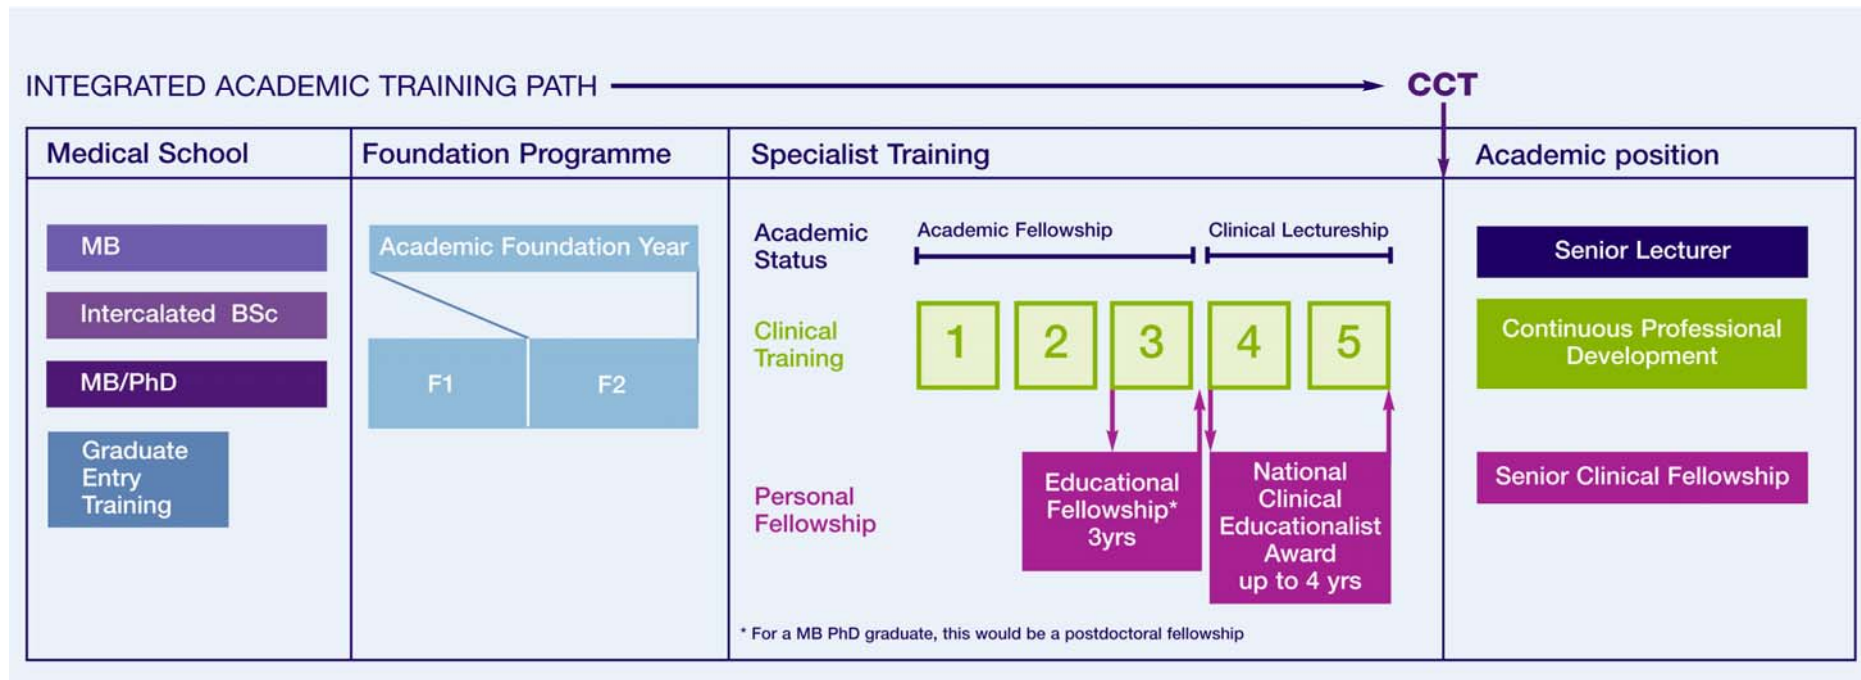 INTEGRATED ACADEMIC TRAINING PATH
CCT
Medical School
MB
Intercalated BSc
MB/PhD
Graduate
Entry
Training
Foundation Programme
Academic Foundation Year
F1
F2
Specialist Training
Academic
Status
Academic Fellowship
Clinical Lectureship
Clinical
Training
1
2
3
4
5
Personal
Fellowship
Educational
Fellowship*
3yrs
National
Clinical
Educationalist
Award
up to 4 yrs
* For a MB PhD graduate, this would be a postdoctoral fellowship
Academic position
Senior Lecturer
Continuous Professional
Development
Senior Clinical Fellowship